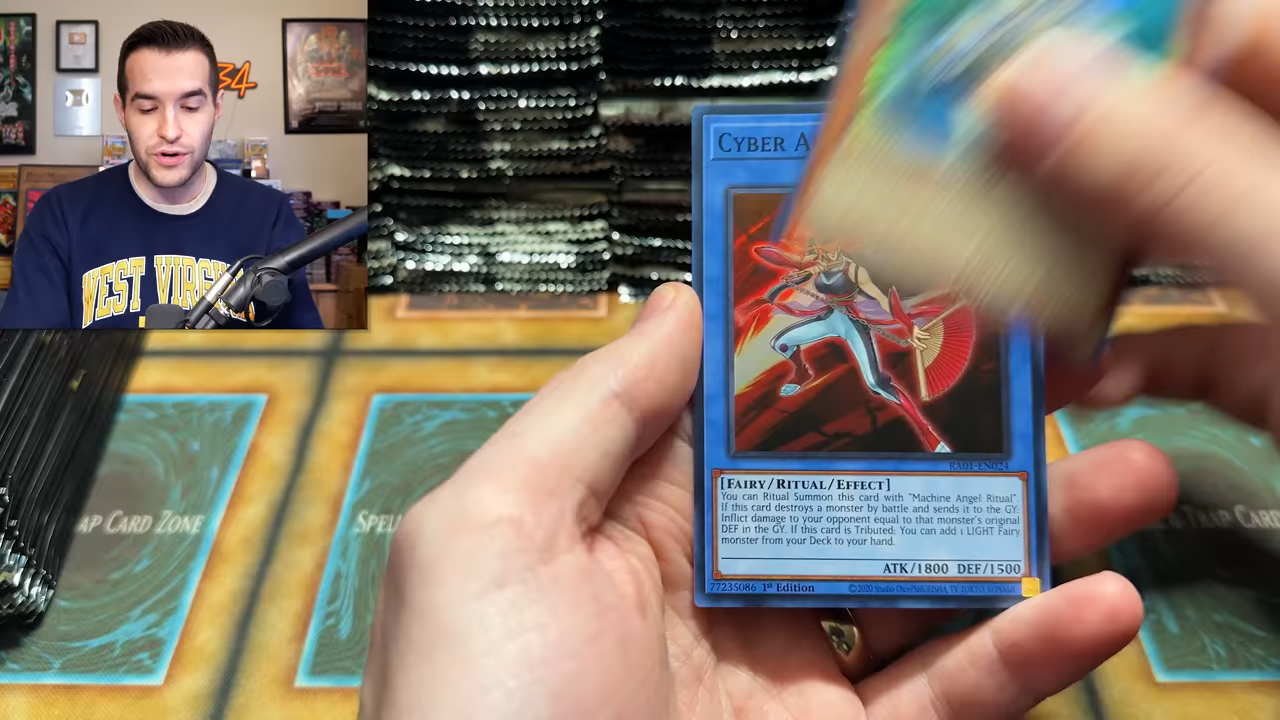 34
WEST VIRG
CYBER A
RA01-EN024
[FAIRY/RITUAL/EFFECT]
You can Ritual Summon this card with "Machine Angel Ritual".
If this card destroys a monster by battle and sends it to the GY:
Inflict damage to your opponent equal to that monster's original
DEF in the GY. If this card is Tributed: You can add 1 LIGHT Fairy
monster from your Deck to your hand.
ATK/1800 DEF/1500
77235086 1st Edition
©2020 Studio Dice/SHUEISHA, TV TOKYO, KONAMI
AP CARD ZONE
SPEL
TRAP CARD